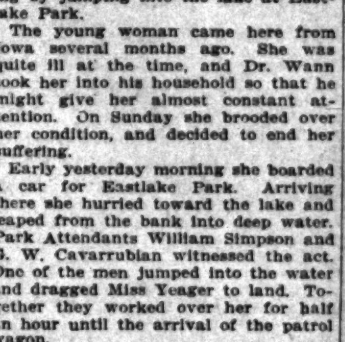 ake Park.
The young woman came here from
owa several months ago. She was
quite ill at the time, and Dr. Wann
ook her into his household so that he
night give her almost constant at-
ention. On Sunday she brooded over
her condition, and decided to end her
suffering.
Early yesterday morning she boarded
a car for Eastlake Park. Arriving
there she hurried toward the lake and
eaped from the bank into deep water.
Park Attendants William Simpson and
G. W. Cavarrubian witnessed the act.
One of the men jumped into the water
and dragged Miss Yeager to land. To-
gether they worked over her for half
an hour until the arrival of the patrol
wagon.